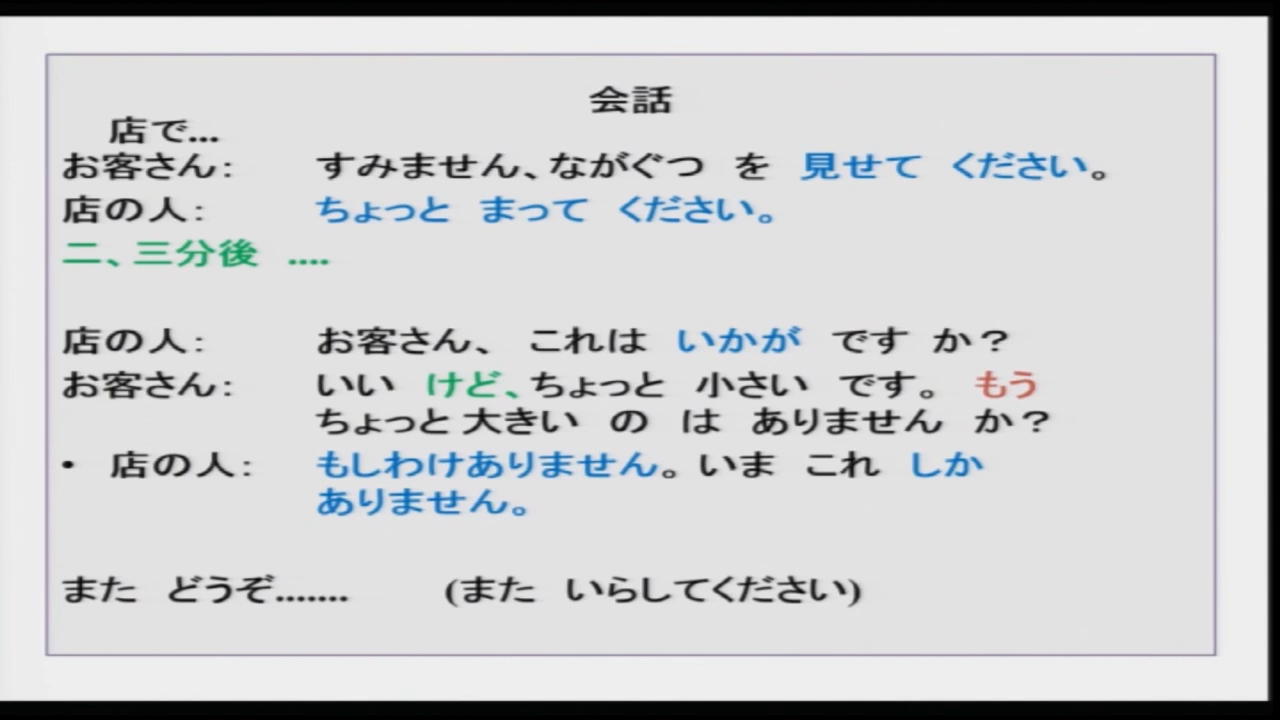 会話
店で...
お客さん: すみません、ながぐつ を 見せて ください。
店の人: ちょっと まって ください。
二、三分後 ....
店の人: お客さん、 これは いかが です か？
お客さん: いい けど、ちょっと 小さい です。 もう
ちょっと 大きい の は ありません か？
• 店の人: もしわけありません。いま これ しか
ありません。
また どうぞ....... (また いらしてください)